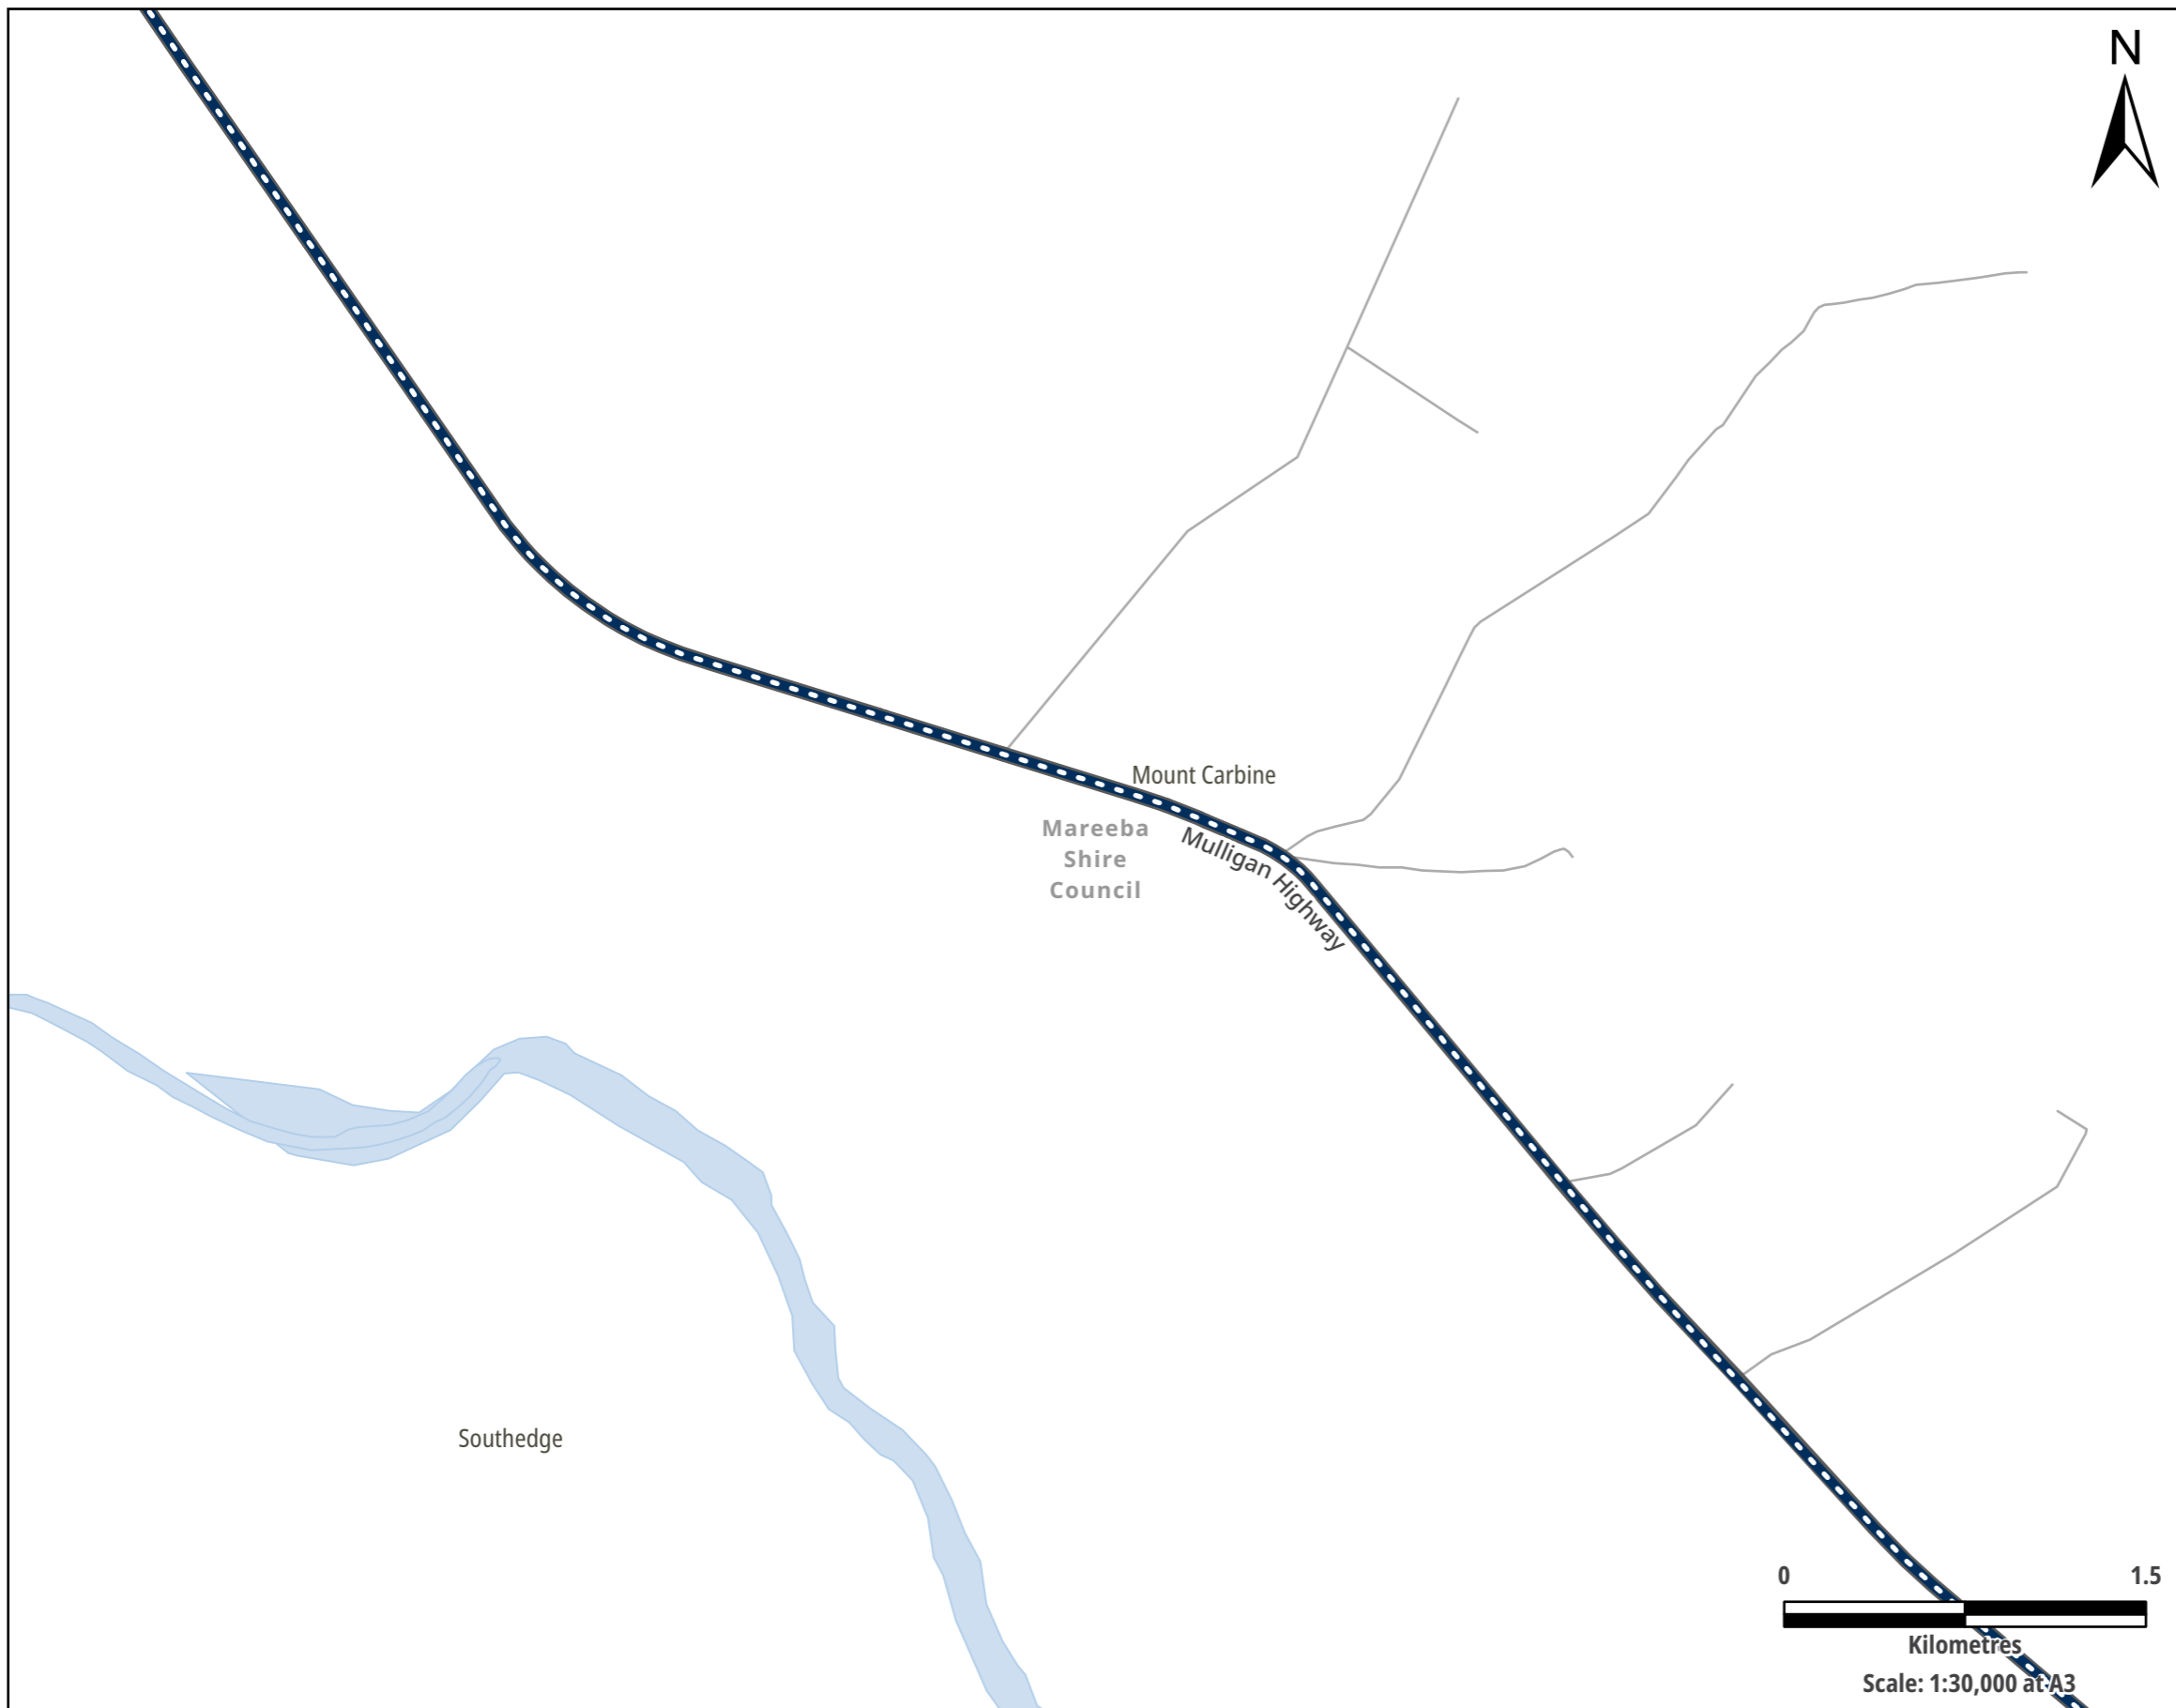 N
Mount Carbine
Mareeba
Shire
Council
Mulligan Highway
Southedge
0 1.5
Kilometres
Scale: 1:30,000 at A3